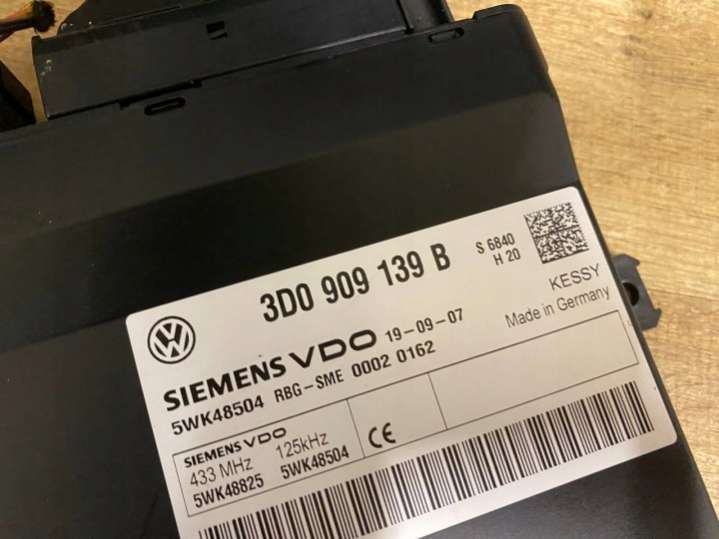 3D0 909 139 B
S 6840
H 20
KESSY
Made in Germany
SIEMENS VDO 19-09-07
5WK48504 RBG-SME 0002 0162
SIEMENS VDO
433 MHz 125kHz
5WK48825 5WK48504
CE